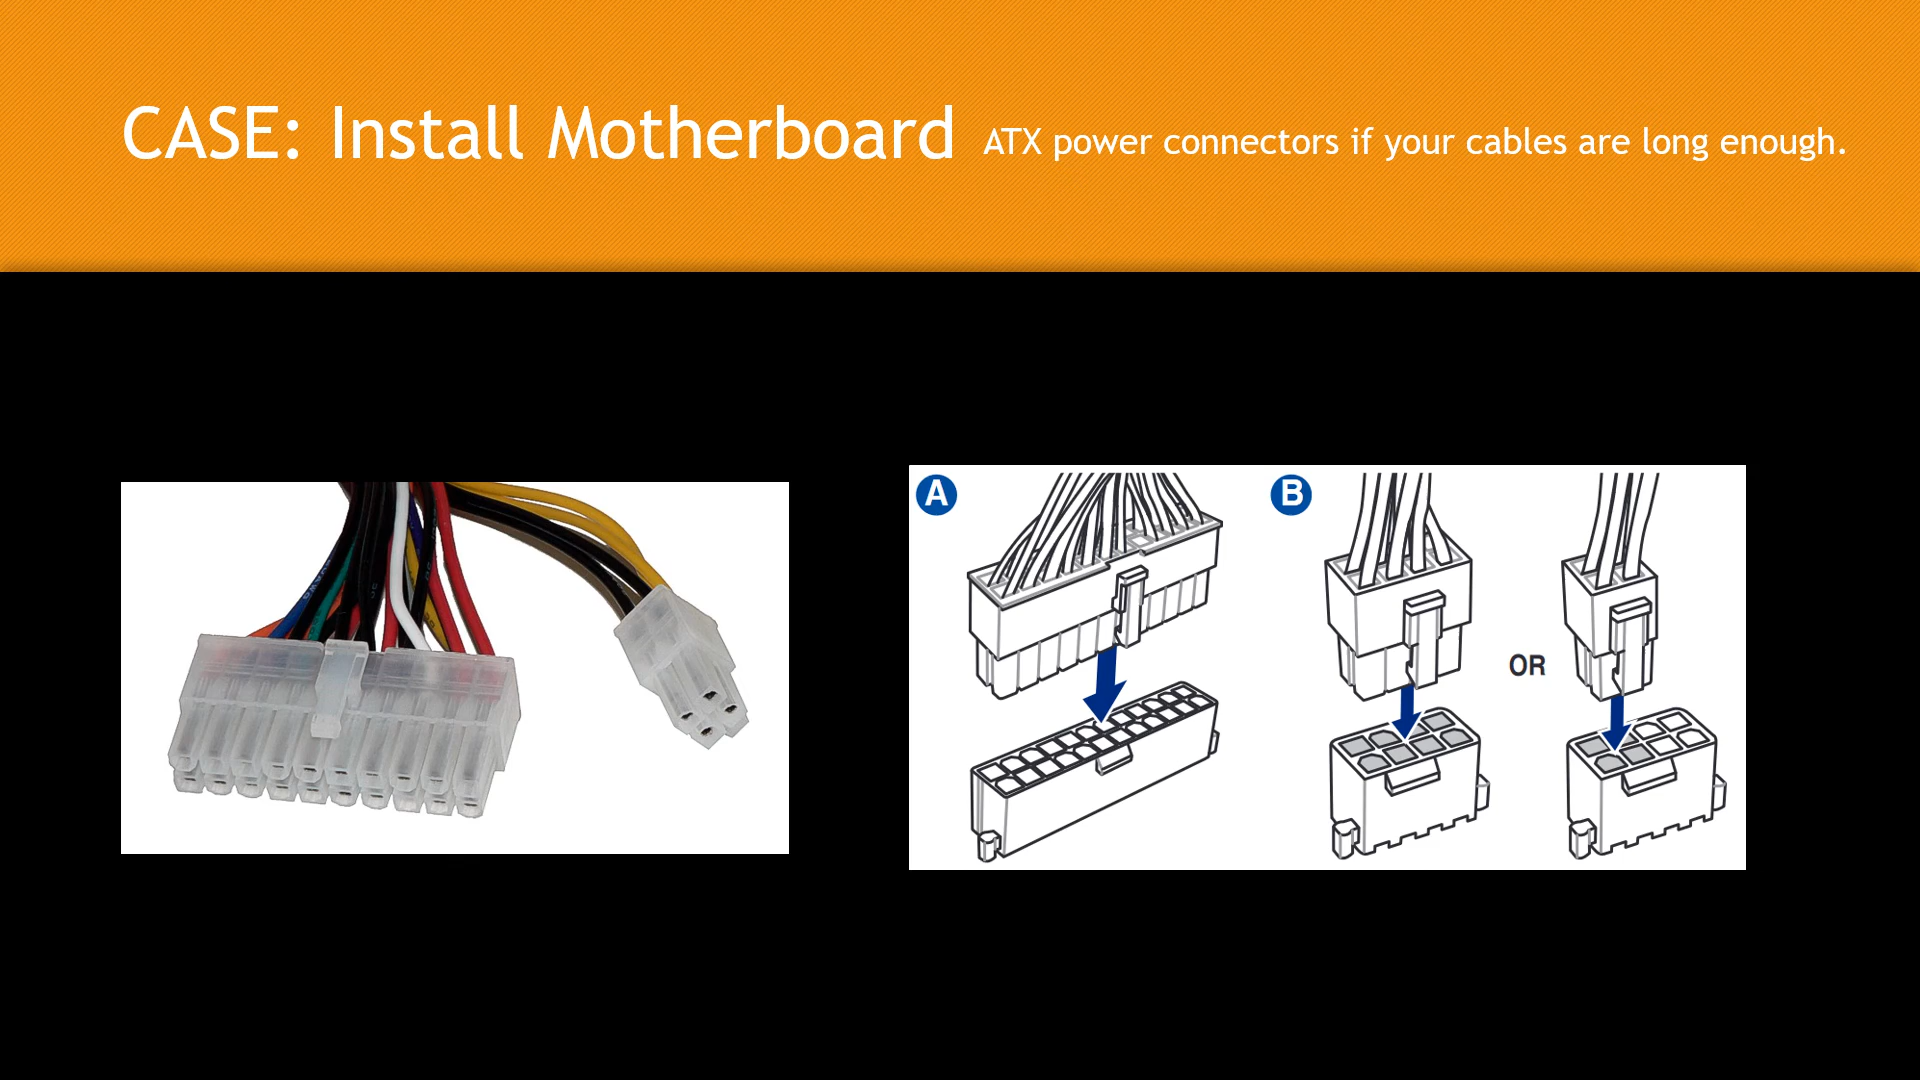 CASE: Install Motherboard ATX power connectors if your cables are long enough.
A
B
OR